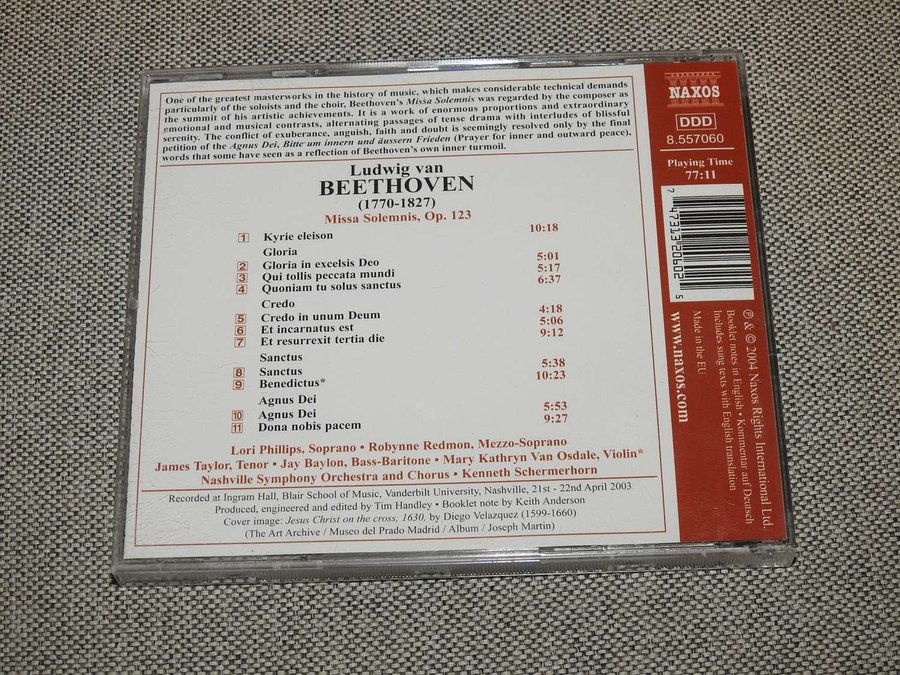 One of the greatest masterworks in the history of music, which makes considerable technical demands
particularly of the soloists and the choir, Beethoven's Missa Solemnis was regarded by the composer as
the summit of his artistic achievements. It is a work of enormous proportions and extraordinary
emotional and musical contrasts, alternating passages of tense drama with interludes of blissful
serenity. The conflict of exuberance, anguish, faith and doubt is seemingly resolved only by the final
petition of the Agnus Dei, Bitte um innern und äussern Frieden (Prayer for inner and outward peace),
words that some have seen as a reflection of Beethoven's own inner turmoil.
Ludwig van
BEETHOVEN
(1770-1827)
Missa Solemnis, Op. 123
1 Kyrie eleison 10:18
Gloria
2 Gloria in excelsis Deo 5:01
3 Qui tollis peccata mundi 5:17
4 Quoniam tu solus sanctus 6:37
Credo
5 Credo in unum Deum 4:18
6 Et incarnatus est 5:06
7 Et resurrexit tertia die 9:12
Sanctus
8 Sanctus 5:38
9 Benedictus* 10:23
Agnus Dei
10 Agnus Dei 5:53
11 Dona nobis pacem 9:27
Lori Phillips, Soprano • Robynne Redmon, Mezzo-Soprano
James Taylor, Tenor • Jay Baylon, Bass-Baritone • Mary Kathryn Van Osdale, Violin*
Nashville Symphony Orchestra and Chorus • Kenneth Schermerhorn
Recorded at Ingram Hall, Blair School of Music, Vanderbilt University, Nashville, 21st - 22nd April 2003
Produced, engineered and edited by Tim Handley • Booklet note by Keith Anderson
Cover image: Jesus Christ on the cross, 1630, by Diego Velazquez (1599-1660)
(The Art Archive / Museo del Prado Madrid / Album / Joseph Martin)
NAXOS
DDD
8.557060
Playing Time
77:11
7 47313 20602 5
℗ & © 2004 Naxos Rights International Ltd.
Booklet notes in English • Kommentar auf Deutsch
Includes sung texts with English translation
Made in the EU
www.naxos.com